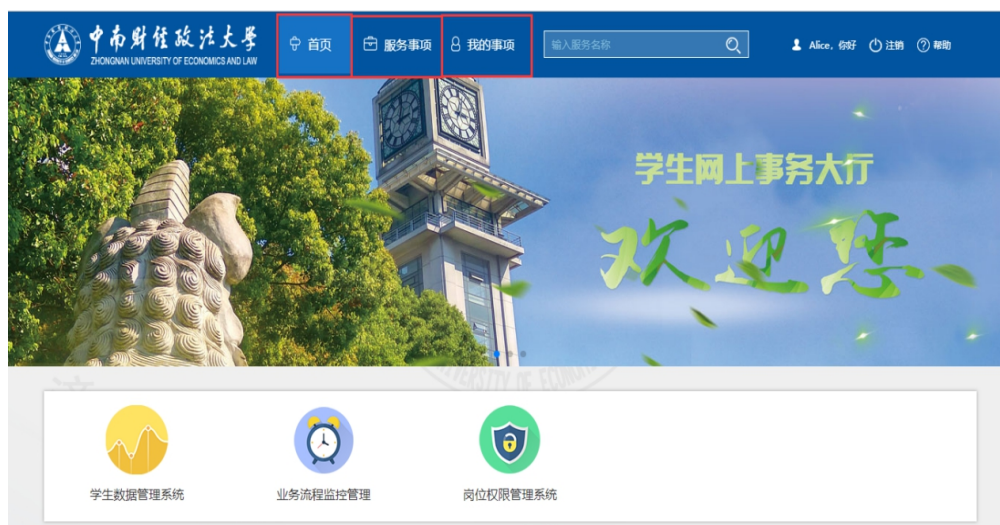 中南财经政法大学
ZHONGNAN UNIVERSITY OF ECONOMICS AND LAW
首页
服务事项
我的事项
输入服务名称
Alice，你好
注销
帮助
学生网上事务大厅
欢迎您
学生数据管理系统
业务流程监控管理
岗位权限管理系统